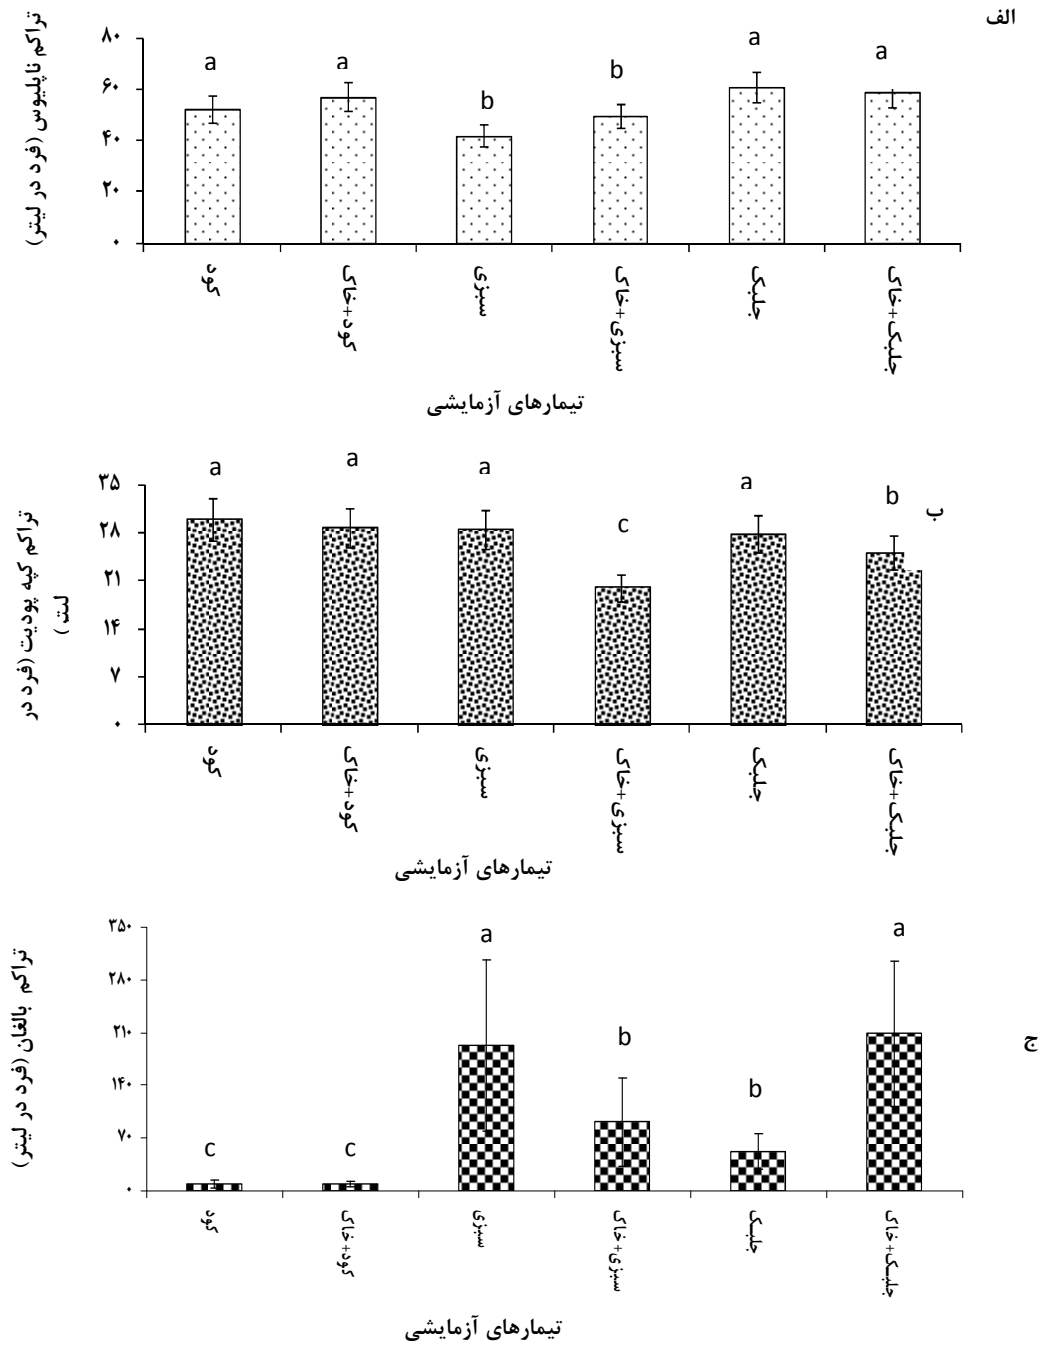 الف
تراکم ناپلیوس (فرد در لیتر)
۸۰
۶۰
۴۰
۲۰
۰
a
a
b
b
a
a
کود
کود+خاک
سبزی
سبزی+خاک
جلبک
جلبک+خاک
تیمارهای آزمایشی
ب
تراکم کپه پودیت (فرد در
لیتر)
۳۵
۲۸
۲۱
۱۴
۷
۰
a
a
a
c
a
b
کود
کود+خاک
سبزی
سبزی+خاک
جلبک
جلبک+خاک
تیمارهای آزمایشی
ج
تراکم بالغان (فرد در لیتر)
۳۵۰
۲۸۰
۲۱۰
۱۴۰
۷۰
۰
c
c
a
b
b
a
کود
کود+خاک
سبزی
سبزی+خاک
جلبک
جلبک+خاک
تیمارهای آزمایشی